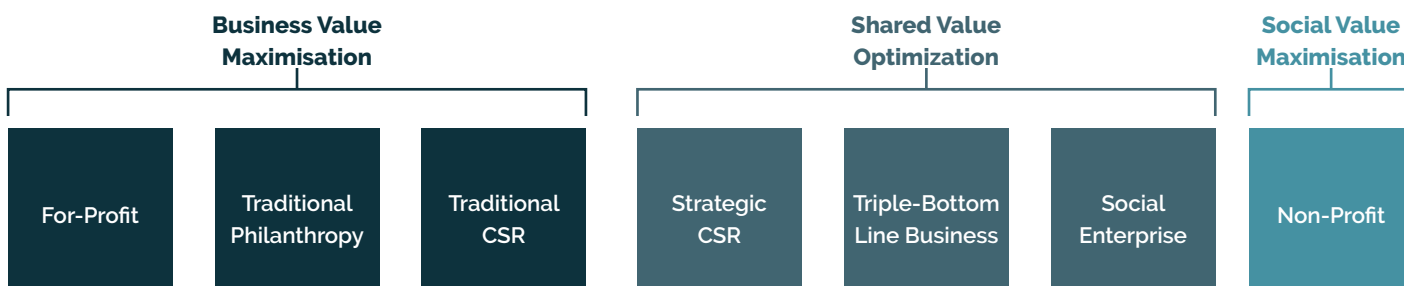 Business Value
Maximisation
Shared Value
Optimization
Social Value
Maximisation
For-Profit
Traditional
Philanthropy
Traditional
CSR
Strategic
CSR
Triple-Bottom
Line Business
Social
Enterprise
Non-Profit